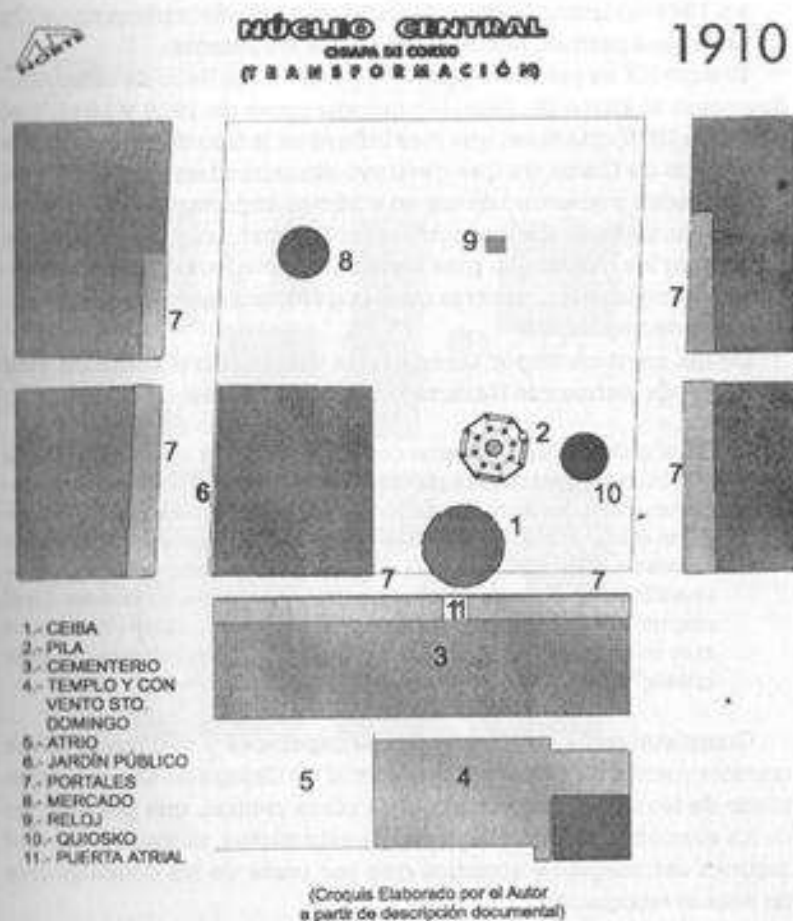 NORTE
NÚCLEO CENTRAL
CHIAPA DE CORZO
(TRANSFORMACIÓN)
1910
8
9
7
7
7
7
2
10
6
1
7
7
11
3
5
4
1.- CEIBA
2.- PILA
3.- CEMENTERIO
4.- TEMPLO Y CON
VENTO STO.
DOMINGO
5.- ATRIO
6.- JARDÍN PÚBLICO
7.- PORTALES
8.- MERCADO
9.- RELOJ
10.- QUIOSKO
11.- PUERTA ATRIAL
(Croquis Elaborado por el Autor
a partir de descripción documental)